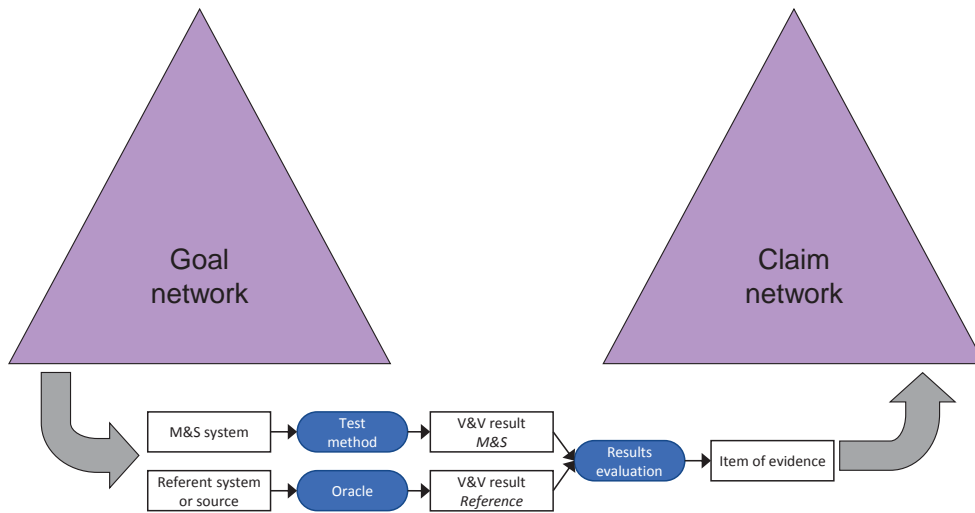 Goal
network
Claim
network
M&S system
Test
method
V&V result
M&S
Referent system
or source
Oracle
V&V result
Reference
Results
evaluation
Item of evidence